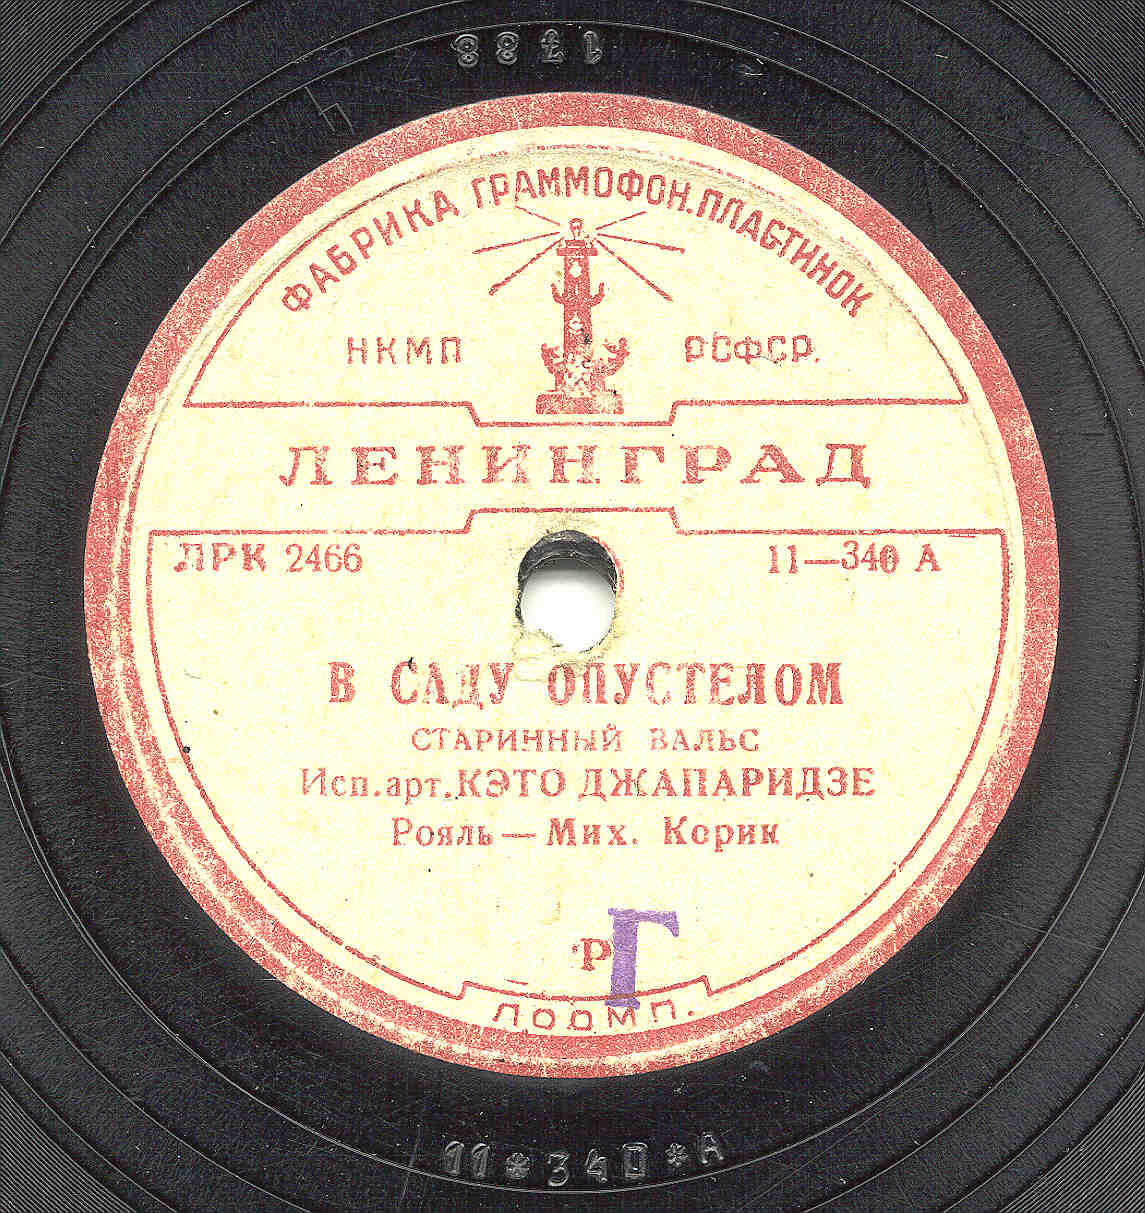 1788
ФАБРИКА ГРАММОФОН.ПЛАСТИНОК
НКМП РСФСР.
ЛЕНИНГРАД
ЛРК 2466 11—340 А
В САДУ ОПУСТЕЛОМ
СТАРИННЫЙ ВАЛЬС
Исп.арт.КЭТО ДЖАПАРИДЗЕ
Рояль — Мих. Корик
Р
Г
ЛООМП.
11*340*А